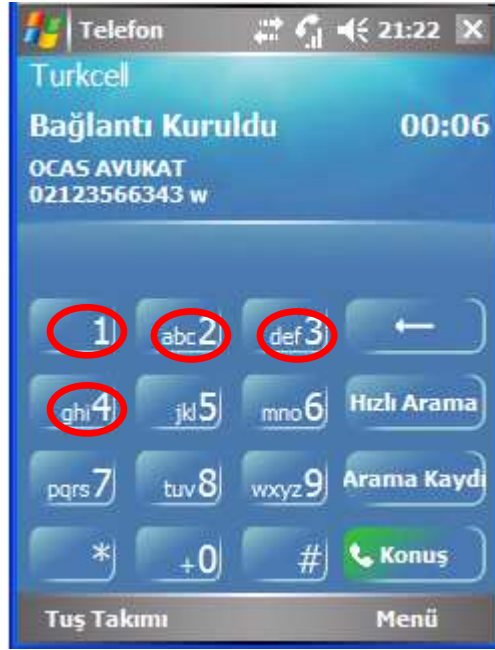 Telefon 21:22
Turkcell
Bağlantı Kuruldu 00:06
OCAS AVUKAT
02123566343 w
1 abc2 def3
ghi4 jkl5 mno6 Hızlı Arama
pqrs7 tuv8 wxyz9 Arama Kaydı
* +0 # Konuş
Tuş Takımı Menü